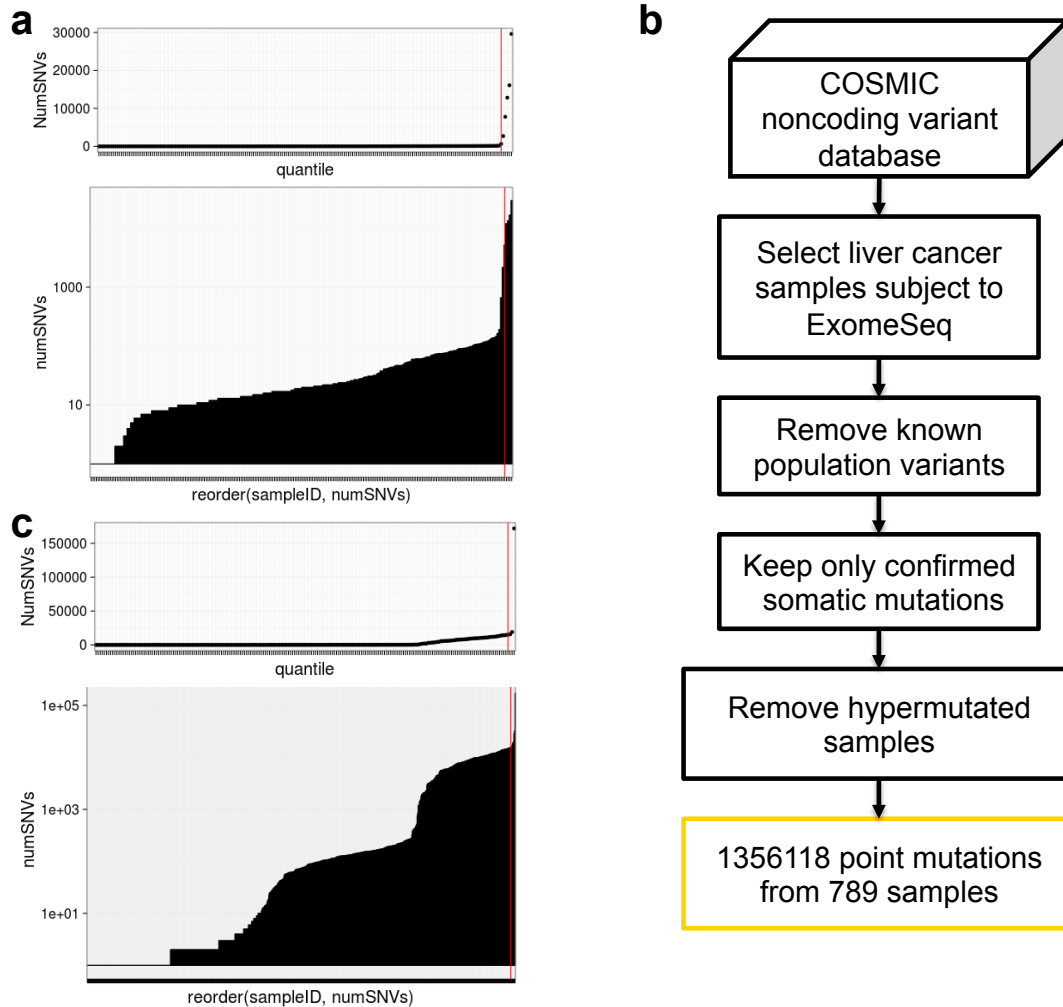 a
30000
20000
10000
0
NumSNVs
quantile
1000
10
numSNVs
reorder(sampleID, numSNVs)
b
COSMIC
noncoding variant
database
Select liver cancer
samples subject to
ExomeSeq
Remove known
population variants
Keep only confirmed
somatic mutations
Remove hypermutated
samples
1356118 point mutations
from 789 samples
c
150000
100000
50000
0
NumSNVs
quantile
1e+05
1e+03
1e+01
numSNVs
reorder(sampleID, numSNVs)